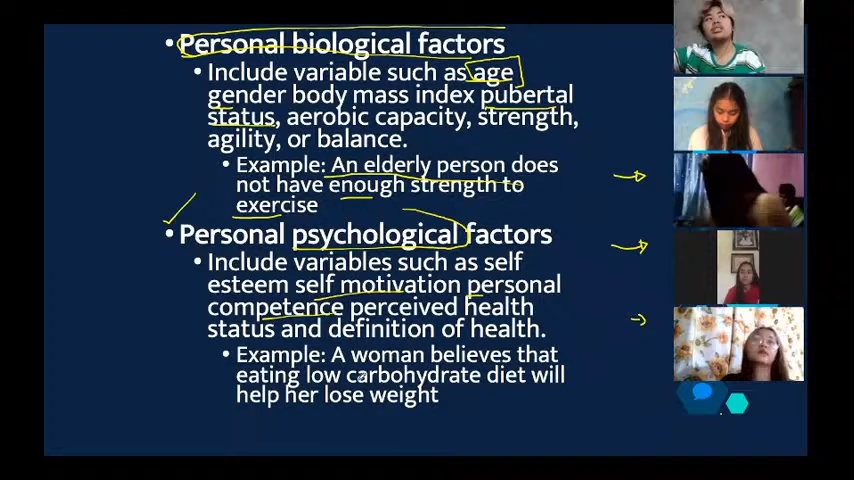 • Personal biological factors
• Include variable such as age
gender body mass index pubertal
status, aerobic capacity, strength,
agility, or balance.
• Example: An elderly person does
not have enough strength to
exercise
• Personal psychological factors
• Include variables such as self
esteem self motivation personal
competence perceived health
status and definition of health.
• Example: A woman believes that
eating low carbohydrate diet will
help her lose weight